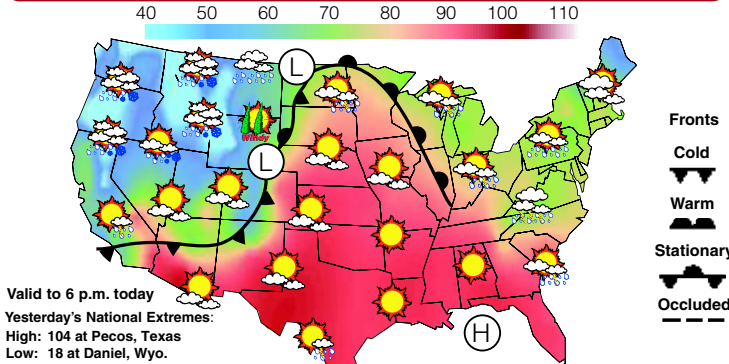 40 50 60 70 80 90 100 110
L
L
Windy
H
Fronts
Cold
Warm
Stationary
Occluded
Valid to 6 p.m. today
Yesterday's National Extremes:
High: 104 at Pecos, Texas
Low: 18 at Daniel, Wyo.